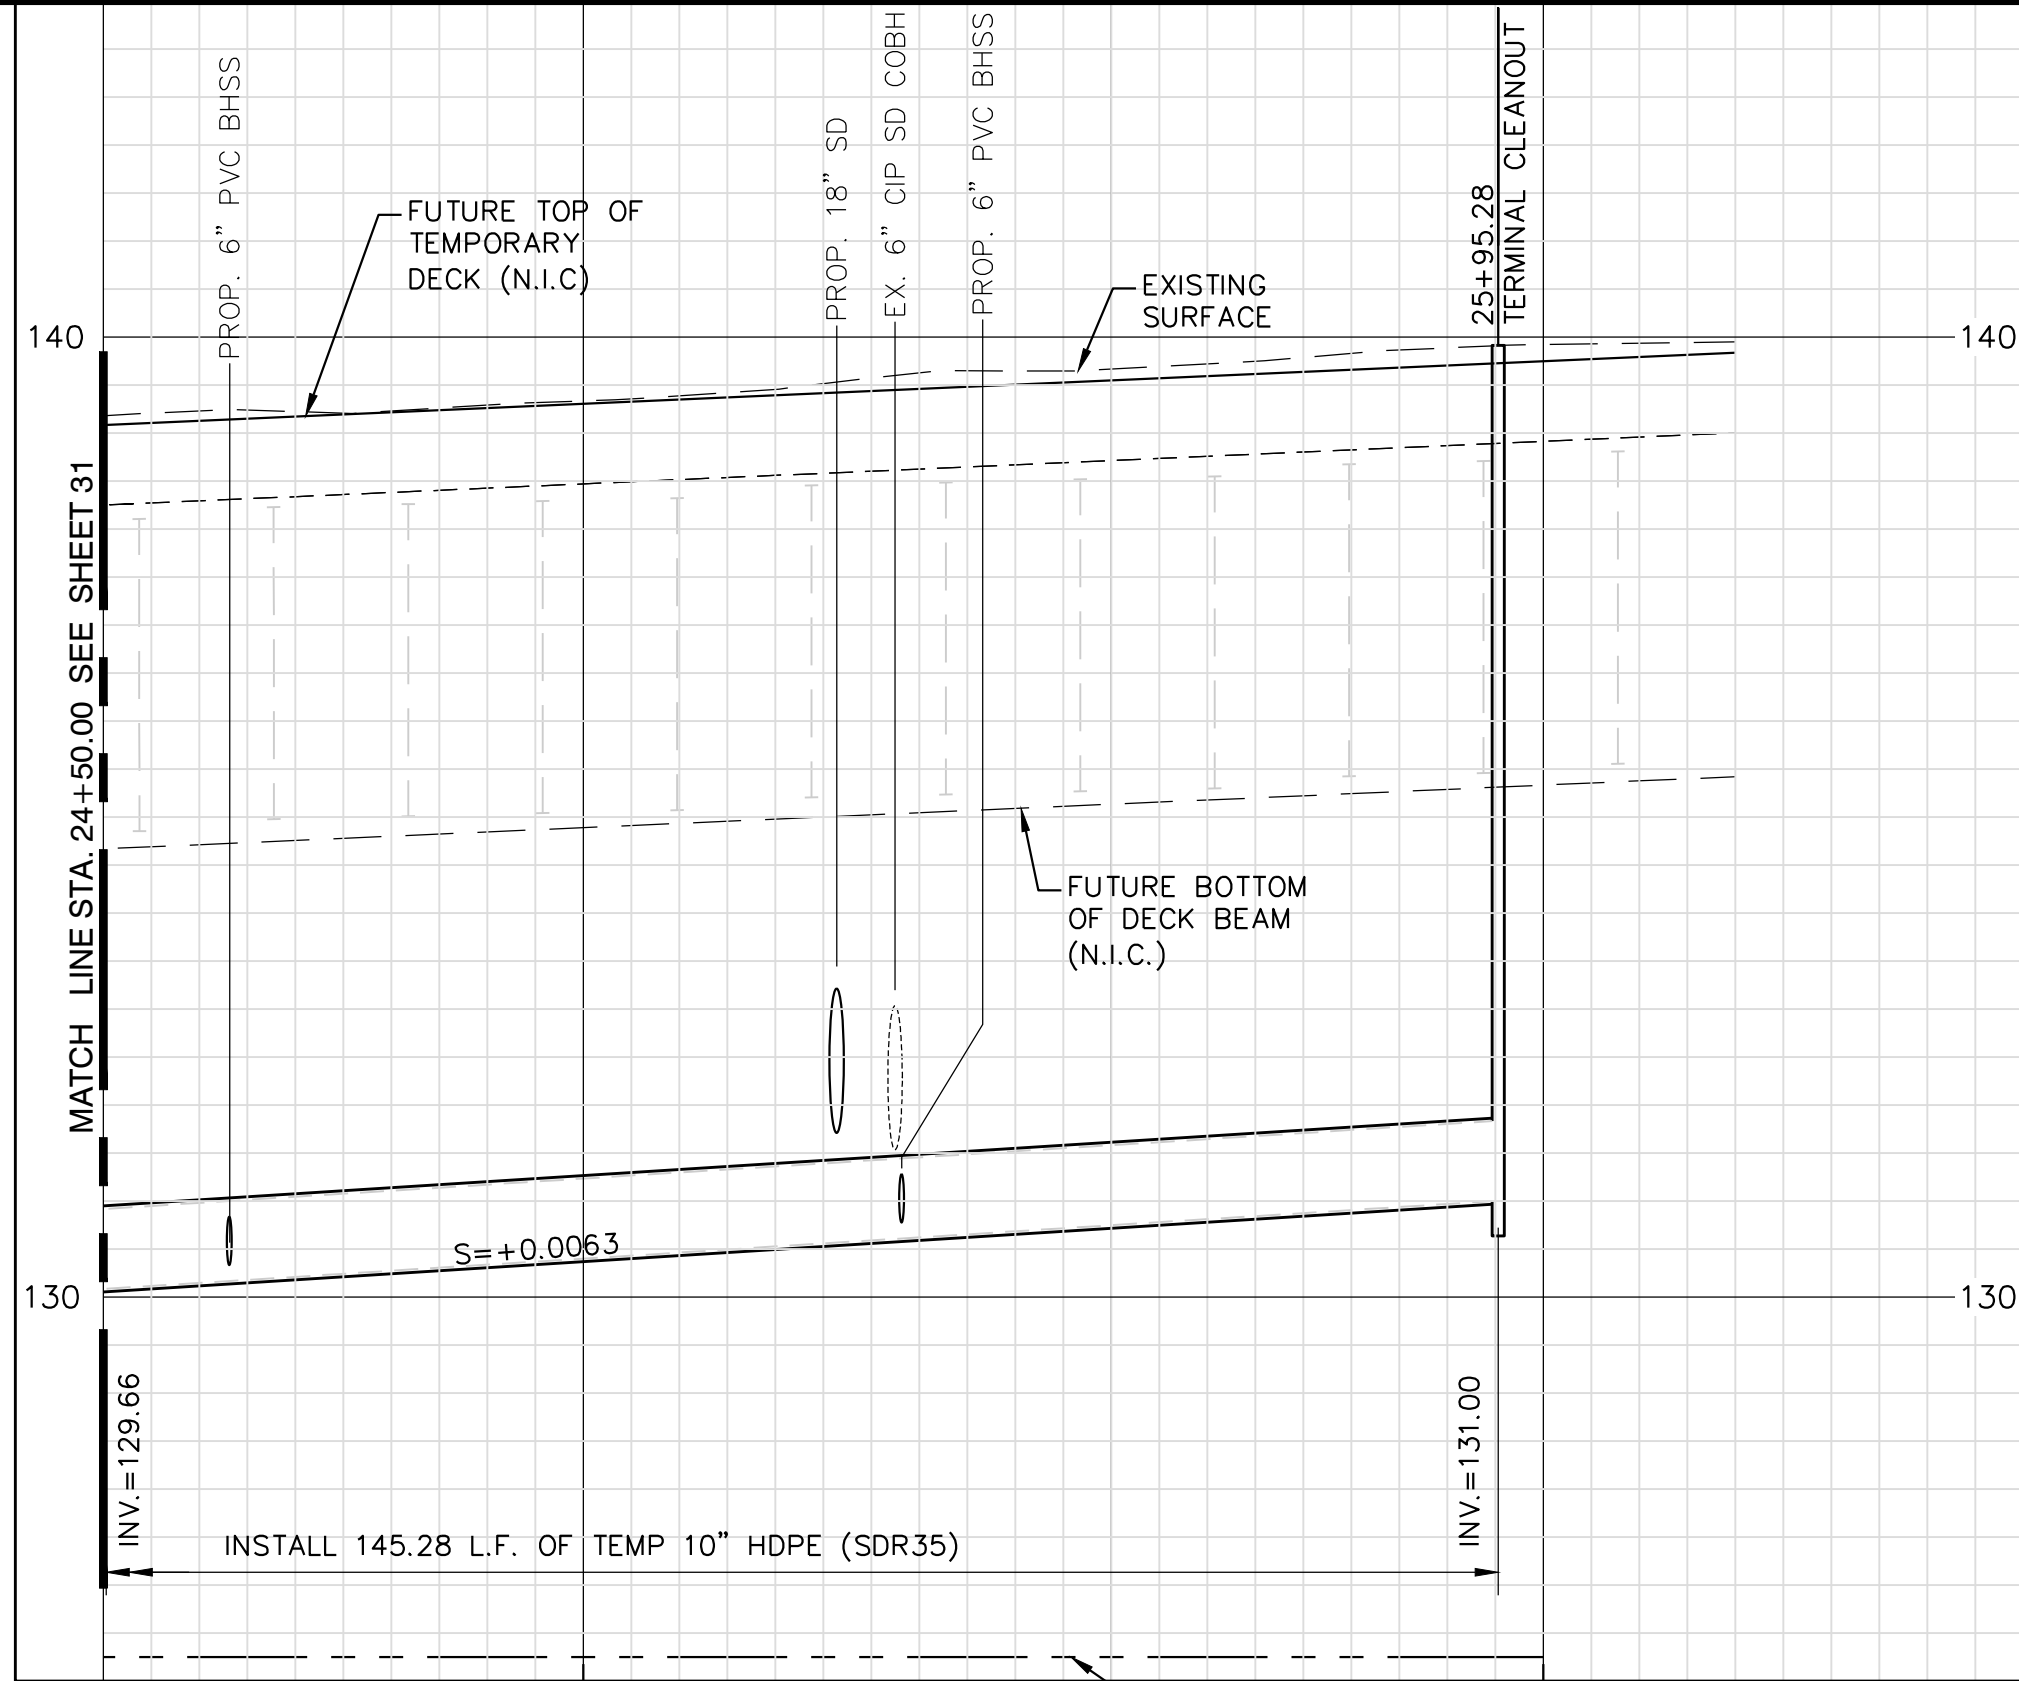 PROP. 6" PVC BHSS
PROP. 18" SD
EX. 6" CIP SD COBH
PROP. 6" PVC BHSS
25+95.28
TERMINAL CLEANOUT
FUTURE TOP OF
TEMPORARY
DECK (N.I.C)
EXISTING
SURFACE
140
140
MATCH LINE STA. 24+50.00 SEE SHEET 31
FUTURE BOTTOM
OF DECK BEAM
(N.I.C.)
S=+0.0063
130
130
INV.=129.66
INV.=131.00
INSTALL 145.28 L.F. OF TEMP 10" HDPE (SDR35)